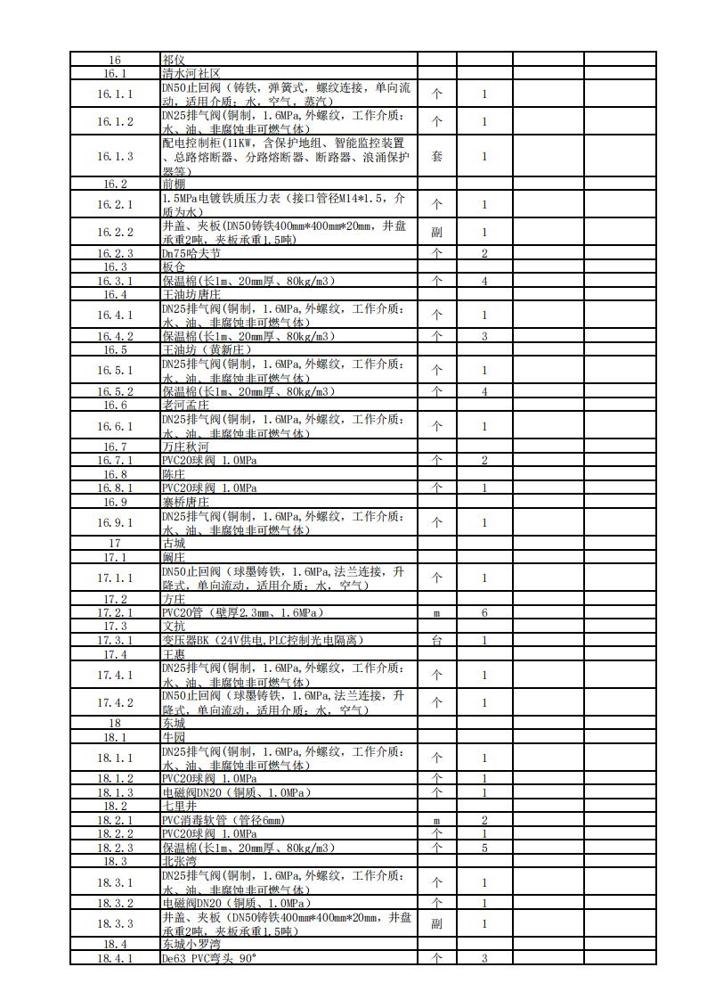 16 祁仪
16.1 清水河社区
16.1.1 DN50止回阀（铸铁，弹簧式，螺纹连接，单向流动，适用介质：水，空气，蒸汽） 个 1
16.1.2 DN25排气阀(铜制，1.6MPa,外螺纹，工作介质：水、油、非腐蚀非可燃气体） 个 1
16.1.3 配电控制柜(11KW，含保护地组、智能监控装置、总路熔断器、分路熔断器、断路器、浪涌保护器等） 套 1
16.2 前棚
16.2.1 1.5MPa电镀铁质压力表（接口管径M14*1.5，介质为水） 个 1
16.2.2 井盖、夹板(DN50铸铁400mm*400mm*20mm，井盘承重2吨，夹板承重1.5吨) 副 1
16.2.3 Dn75哈夫节 个 2
16.3 板仓
16.3.1 保温棉(长1m、20mm厚、80kg/m3） 个 4
16.4 王油坊唐庄
16.4.1 DN25排气阀(铜制，1.6MPa,外螺纹，工作介质：水、油、非腐蚀非可燃气体） 个 1
16.4.2 保温棉(长1m、20mm厚、80kg/m3） 个 3
16.5 王油坊（黄新庄）
16.5.1 DN25排气阀(铜制，1.6MPa,外螺纹，工作介质：水、油、非腐蚀非可燃气体） 个 1
16.5.2 保温棉(长1m、20mm厚、80kg/m3） 个 4
16.6 老河孟庄
16.6.1 DN25排气阀(铜制，1.6MPa,外螺纹，工作介质：水、油、非腐蚀非可燃气体） 个 1
16.7 万庄秋河
16.7.1 PVC20球阀 1.0MPa 个 2
16.8 陈庄
16.8.1 PVC20球阀 1.0MPa 个 1
16.9 寨桥唐庄
16.9.1 DN25排气阀(铜制，1.6MPa,外螺纹，工作介质：水、油、非腐蚀非可燃气体） 个 1
17 古城
17.1 阚庄
17.1.1 DN50止回阀（球墨铸铁，1.6MPa,法兰连接，升降式，单向流动，适用介质：水，空气） 个 1
17.2 方庄
17.2.1 PVC20管（壁厚2.3mm、1.6MPa） m 6
17.3 文抗
17.3.1 变压器BK（24V供电,PLC控制光电隔离） 台 1
17.4 王惠
17.4.1 DN25排气阀(铜制，1.6MPa,外螺纹，工作介质：水、油、非腐蚀非可燃气体） 个 1
17.4.2 DN50止回阀（球墨铸铁，1.6MPa,法兰连接，升降式，单向流动，适用介质：水，空气） 个 1
18 东城
18.1 牛园
18.1.1 DN25排气阀(铜制，1.6MPa,外螺纹，工作介质：水、油、非腐蚀非可燃气体） 个 1
18.1.2 PVC20球阀 1.0MPa 个 1
18.1.3 电磁阀DN20（铜质、1.0MPa） 个 1
18.2 七里井
18.2.1 PVC消毒软管（管径6mm) m 2
18.2.2 PVC20球阀 1.0MPa 个 1
18.2.3 保温棉(长1m、20mm厚、80kg/m3） 个 5
18.3 北张湾
18.3.1 DN25排气阀(铜制，1.6MPa,外螺纹，工作介质：水、油、非腐蚀非可燃气体） 个 1
18.3.2 电磁阀DN20（铜质、1.0MPa） 个 1
18.3.3 井盖、夹板（DN50铸铁400mm*400mm*20mm，井盘承重2吨，夹板承重1.5吨） 副 1
18.4 东城小罗湾
18.4.1 De63 PVC弯头 90° 个 3